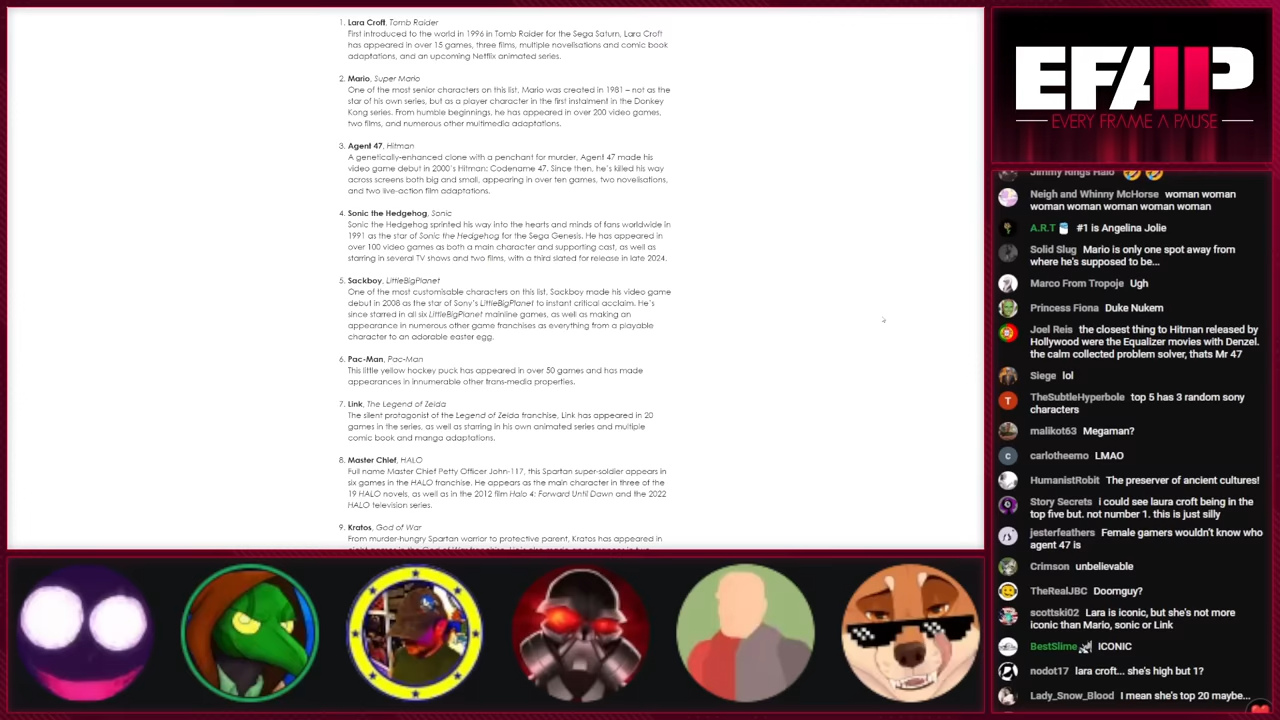 1. Lara Croft, Tomb Raider
First introduced to the world in 1996 in Tomb Raider for the Sega Saturn, Lara Croft
has appeared in over 15 games, three films, multiple novelisations and comic book
adaptations, and an upcoming Netflix animated series.
2. Mario, Super Mario
One of the most senior characters on this list, Mario was created in 1981 – not as the
star of his own series, but as a player character in the first instalment in the Donkey
Kong series. From humble beginnings, he has appeared in over 200 video games,
two films, and numerous other multimedia adaptations.
3. Agent 47, Hitman
A genetically-enhanced clone with a penchant for murder, Agent 47 made his
video game debut in 2000's Hitman: Codename 47. Since then, he's killed his way
across screens both big and small, appearing in over ten games, two novelisations,
and two live-action film adaptations.
4. Sonic the Hedgehog, Sonic
Sonic the Hedgehog sprinted his way into the hearts and minds of fans worldwide in
1991 as the star of Sonic the Hedgehog for the Sega Genesis. He has appeared in
over 100 video games as both a main character and supporting cast, as well as
starring in several TV shows and two films, with a third slated for release in late 2024.
5. Sackboy, LittleBigPlanet
One of the most customisable characters on this list, Sackboy made his video game
debut in 2008 as the star of Sony's LittleBigPlanet to instant critical acclaim. He's
since starred in all six LittleBigPlanet mainline games, as well as making an
appearance in numerous other game franchises as everything from a playable
character to an adorable easter egg.
6. Pac-Man, Pac-Man
This little yellow hockey puck has appeared in over 50 games and has made
appearances in innumerable other trans-media properties.
7. Link, The Legend of Zelda
The silent protagonist of the Legend of Zelda franchise, Link has appeared in 20
games in the series, as well as starring in his own animated series and multiple
comic book and manga adaptations.
8. Master Chief, HALO
Full name Master Chief Petty Officer John-117, this Spartan super-soldier appears in
six games in the HALO franchise. He appears as the main character in three of the
19 HALO novels, as well as in the 2012 film Halo 4: Forward Unto Dawn and the 2022
HALO television series.
9. Kratos, God of War
From murder-hungry Spartan warrior to protective parent, Kratos has appeared in
eight games in the God of War franchise. He's also made appearances in two
EFAP
EVERY FRAME A PAUSE
Jimmy Rings Halo 🤣 🤣
Neigh and Whinny McHorse woman woman
woman woman woman woman woman
A.R.T #1 is Angelina Jolie
Solid Slug Mario is only one spot away from
where he's supposed to be...
Marco From Tropoje Ugh
Princess Fiona Duke Nukem
Joel Reis the closest thing to Hitman released by
Hollywood were the Equalizer movies with Denzel.
the calm collected problem solver, thats Mr 47
Siege lol
TheSubtleHyperbole top 5 has 3 random sony
characters
malikot63 Megaman?
carlotheemo LMAO
HumanistRobit The preserver of ancient cultures!
Story Secrets i could see laura croft being in the
top five but. not number 1. this is just silly
jesterfeathers Female gamers wouldn't know who
agent 47 is
Crimson unbelievable
TheRealJBC Doomguy?
scottski02 Lara is iconic, but she's not more
iconic than Mario, sonic or Link
BestSlime ICONIC
nodot17 lara croft... she's high but 1?
Lady_Snow_Blood I mean she's top 20 maybe...